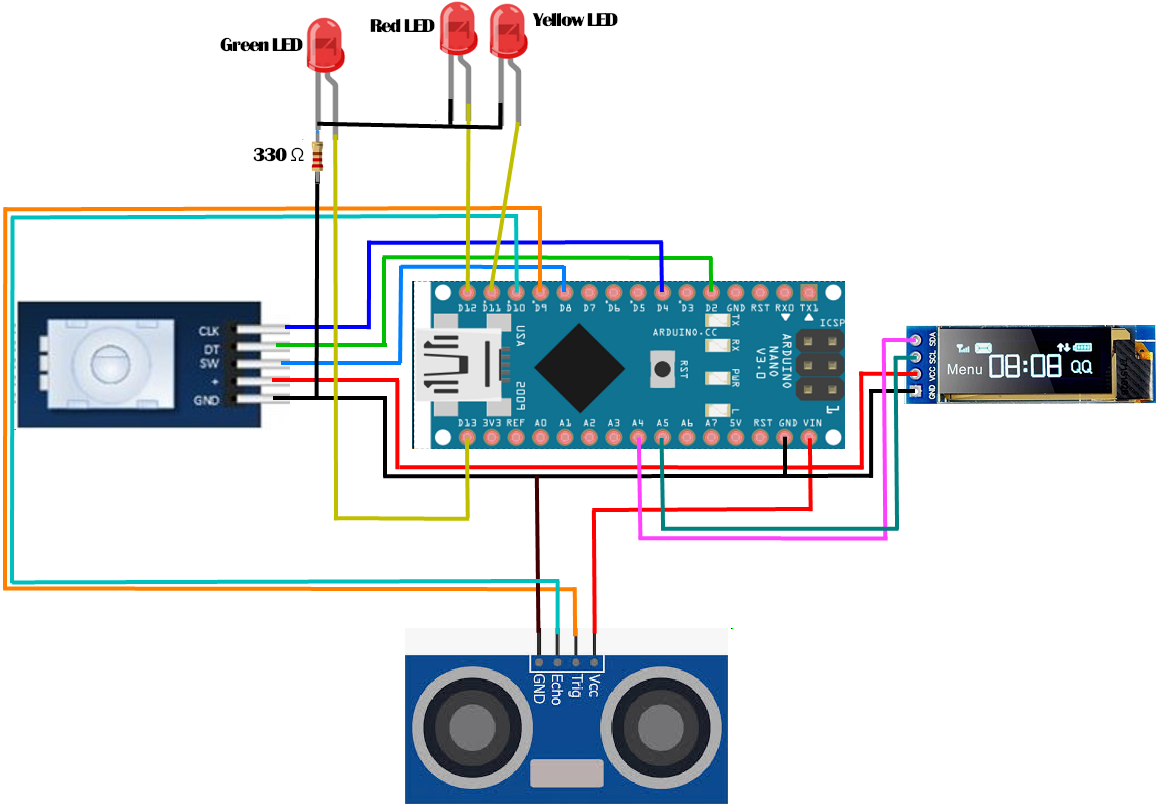 Green LED
Red LED
Yellow LED
330 Ω
CLK
DT
SW
+
GND
D12 D11 D10 D9 D8 D7 D6 D5 D4 D3 D2 GND RST RX0 TX1
USA
2009
ARDUINO.CC
RST
TX
RX
PWR
L
ARDUINO
NANO
V3.0
ICSP
1
D13 3V3 REF A0 A1 A2 A3 A4 A5 A6 A7 5V RST GND VIN
SDA
SCL
VCC
GND
Menu 08:08 QQ
GND
Echo
Trig
Vcc